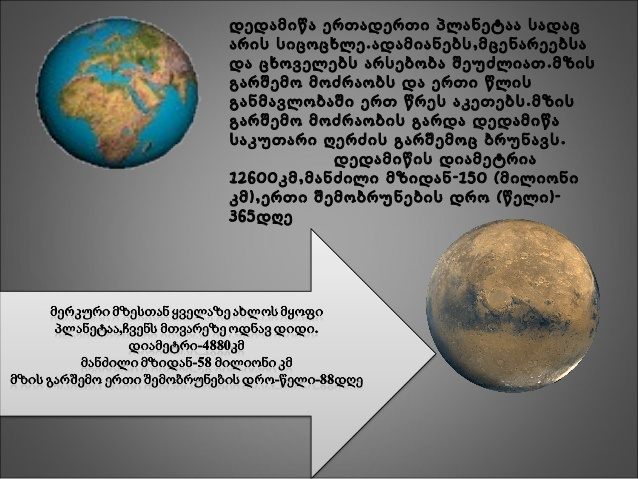 დედამიწა ერთადერთი პლანეტაა სადაც
არის სიცოცხლე.ადამიანებს,მცენარეებსა
და ცხოველებს არსებობა შეუძლიათ.მზის
გარშემო მოძრაობს და ერთი წლის
განმავლობაში ერთ წრეს აკეთებს.მზის
გარშემო მოძრაობის გარდა დედამიწა
საკუთარი ღერძის გარშემოც ბრუნავს.
დედამიწის დიამეტრია
12600კმ,მანძილი მზიდან-150 (მილიონი
კმ),ერთი შემობრუნების დრო (წელი)-
365დღე
მერკური მზესთან ყველაზე ახლოს მყოფი
პლანეტაა,ჩვენს მთვარეზე ოდნავ დიდი.
დიამეტრი-4880კმ
მანძილი მზიდან-58 მილიონი კმ
მზის გარშემო ერთი შემობრუნების დრო-წელი-88დღე